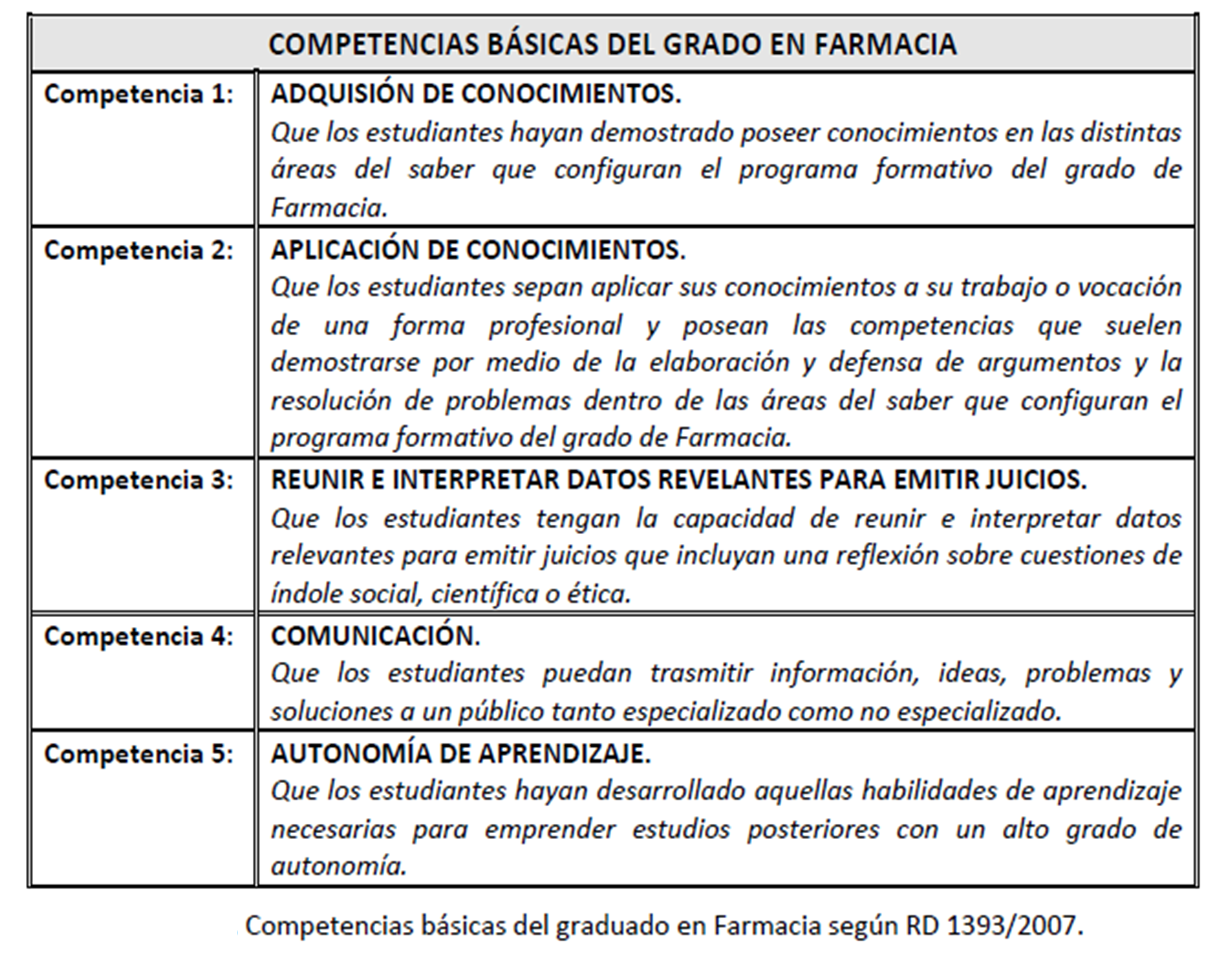 COMPETENCIAS BÁSICAS DEL GRADO EN FARMACIA
Competencia 1: ADQUISIÓN DE CONOCIMIENTOS.
Que los estudiantes hayan demostrado poseer conocimientos en las distintas
áreas del saber que configuran el programa formativo del grado de
Farmacia.
Competencia 2: APLICACIÓN DE CONOCIMIENTOS.
Que los estudiantes sepan aplicar sus conocimientos a su trabajo o vocación
de una forma profesional y posean las competencias que suelen
demostrarse por medio de la elaboración y defensa de argumentos y la
resolución de problemas dentro de las áreas del saber que configuran el
programa formativo del grado de Farmacia.
Competencia 3: REUNIR E INTERPRETAR DATOS REVELANTES PARA EMITIR JUICIOS.
Que los estudiantes tengan la capacidad de reunir e interpretar datos
relevantes para emitir juicios que incluyan una reflexión sobre cuestiones de
índole social, científica o ética.
Competencia 4: COMUNICACIÓN.
Que los estudiantes puedan trasmitir información, ideas, problemas y
soluciones a un público tanto especializado como no especializado.
Competencia 5: AUTONOMÍA DE APRENDIZAJE.
Que los estudiantes hayan desarrollado aquellas habilidades de aprendizaje
necesarias para emprender estudios posteriores con un alto grado de
autonomía.
Competencias básicas del graduado en Farmacia según RD 1393/2007.